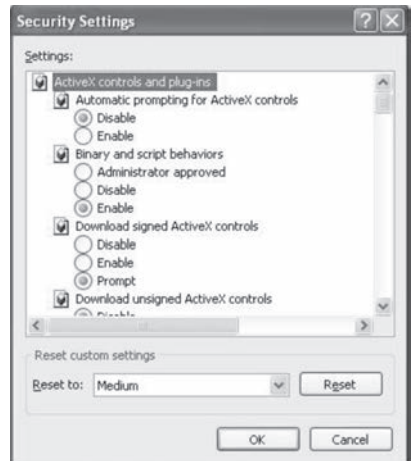 Security Settings
Settings:
ActiveX controls and plug-ins
Automatic prompting for ActiveX controls
Disable
Enable
Binary and script behaviors
Administrator approved
Disable
Enable
Download signed ActiveX controls
Disable
Enable
Prompt
Download unsigned ActiveX controls
Disable
Reset custom settings
Reset to: Medium Reset
OK Cancel